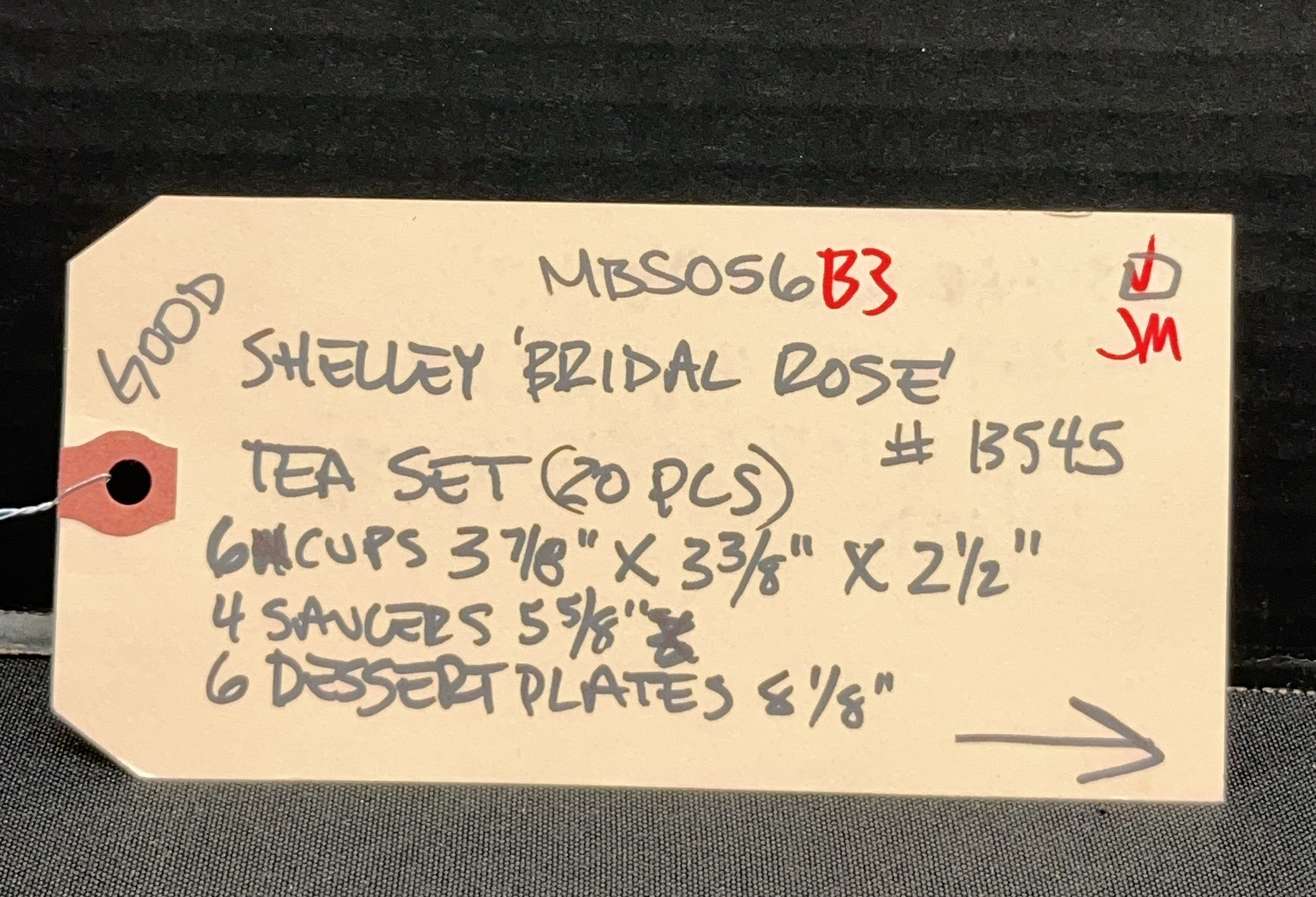 GOOD
MBS056B3
JM
SHELLEY 'BRIDAL ROSE'
# 13545
TEA SET (20 PCS)
6 CUPS 3 7/8" X 3 3/8" X 2 1/2"
4 SAUCERS 5 5/8"
6 DESSERT PLATES 8 1/8"